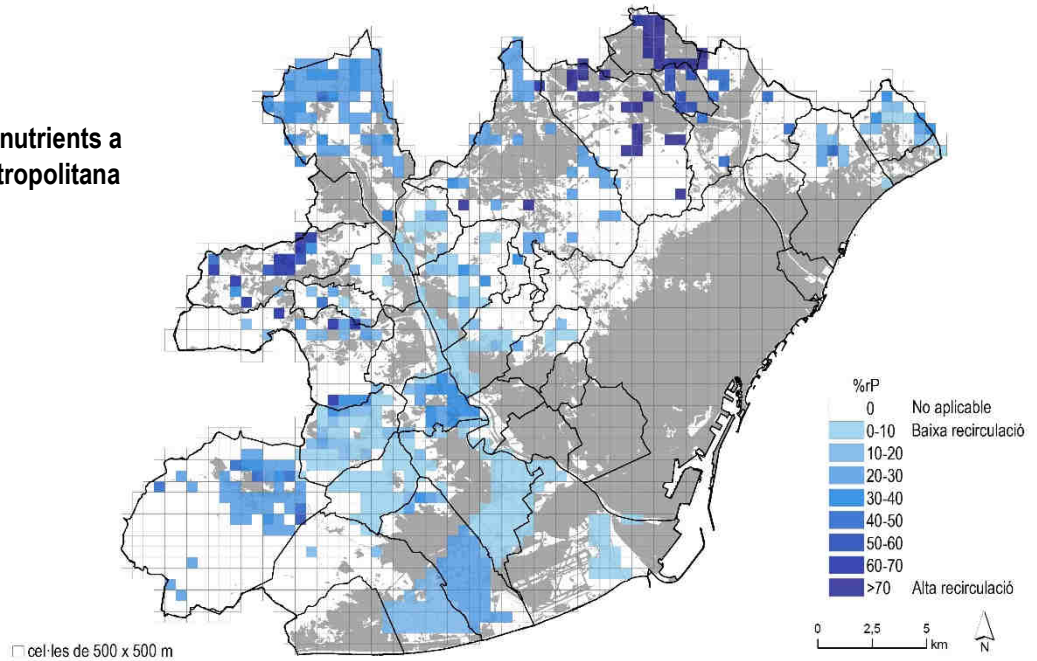 nutrients a
tropolitana
%rP
0 No aplicable
0-10 Baixa recirculació
10-20
20-30
30-40
40-50
50-60
60-70
>70 Alta recirculació
0 2,5 5
km
N
cel·les de 500 x 500 m